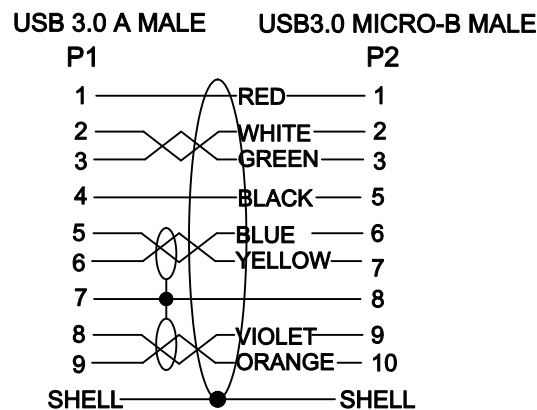 USB 3.0 A MALE USB3.0 MICRO-B MALE
P1 P2
1 RED 1
2 WHITE 2
3 GREEN 3
4 BLACK 5
5 BLUE 6
6 YELLOW 7
7 8
8 VIOLET 9
9 ORANGE 10
SHELL SHELL